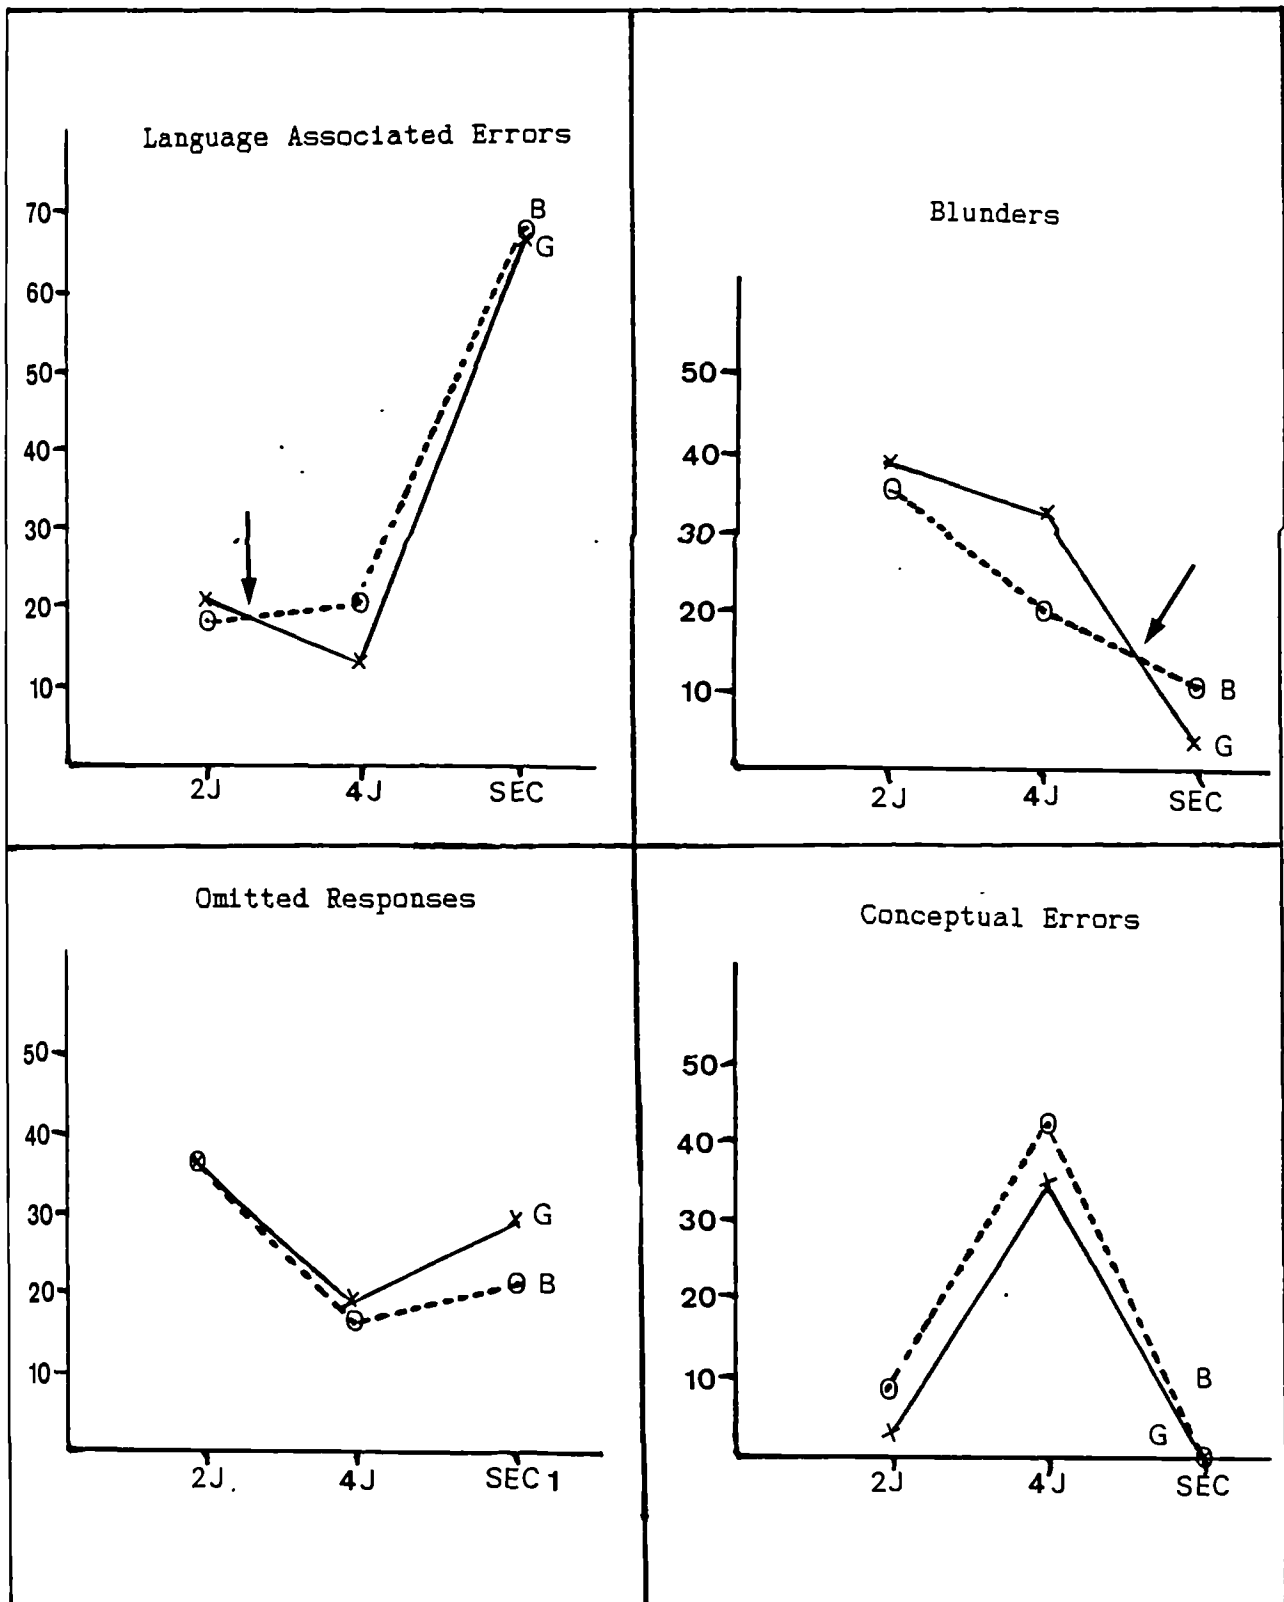 Language Associated Errors
70
60
50
40
30
20
10
B
G
2J
4J
SEC
Blunders
50
40
30
20
10
B
G
2J
4J
SEC
Omitted Responses
50
40
30
20
10
G
B
2J.
4J
SEC 1
Conceptual Errors
50
40
30
20
10
B
G
2J
4J
SEC